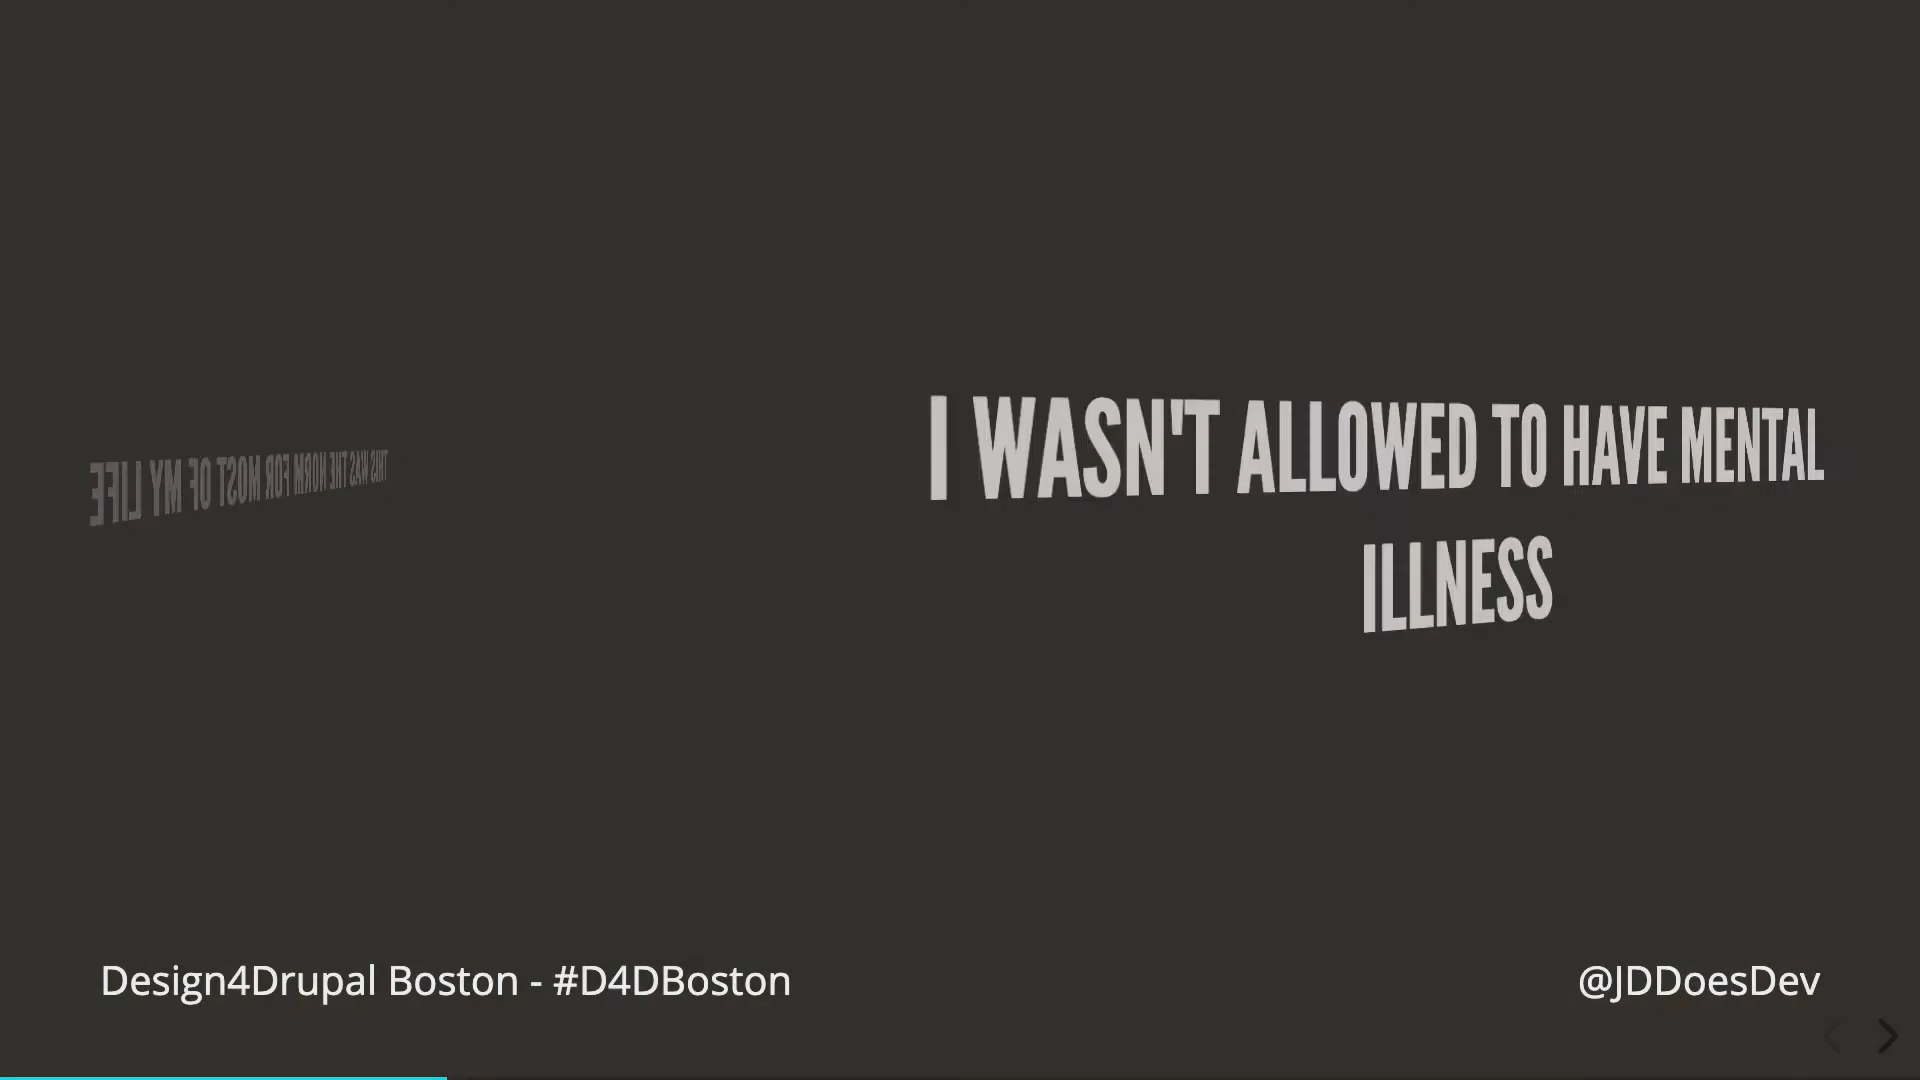 I WASN'T ALLOWED TO HAVE MENTAL
ILLNESS
THIS WAS THE NORM FOR MOST OF MY LIFE
Design4Drupal Boston - #D4DBoston
@JDDoesDev